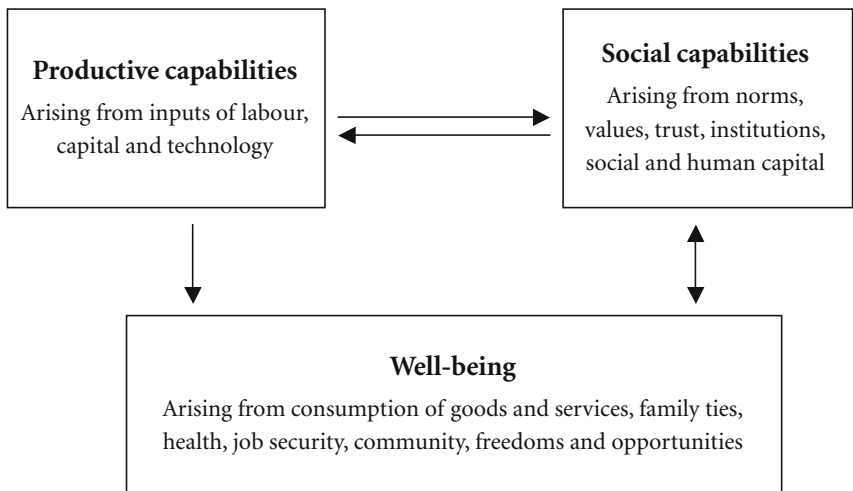 Productive capabilities
Arising from inputs of labour,
capital and technology
Social capabilities
Arising from norms,
values, trust, institutions,
social and human capital
Well-being
Arising from consumption of goods and services, family ties,
health, job security, community, freedoms and opportunities